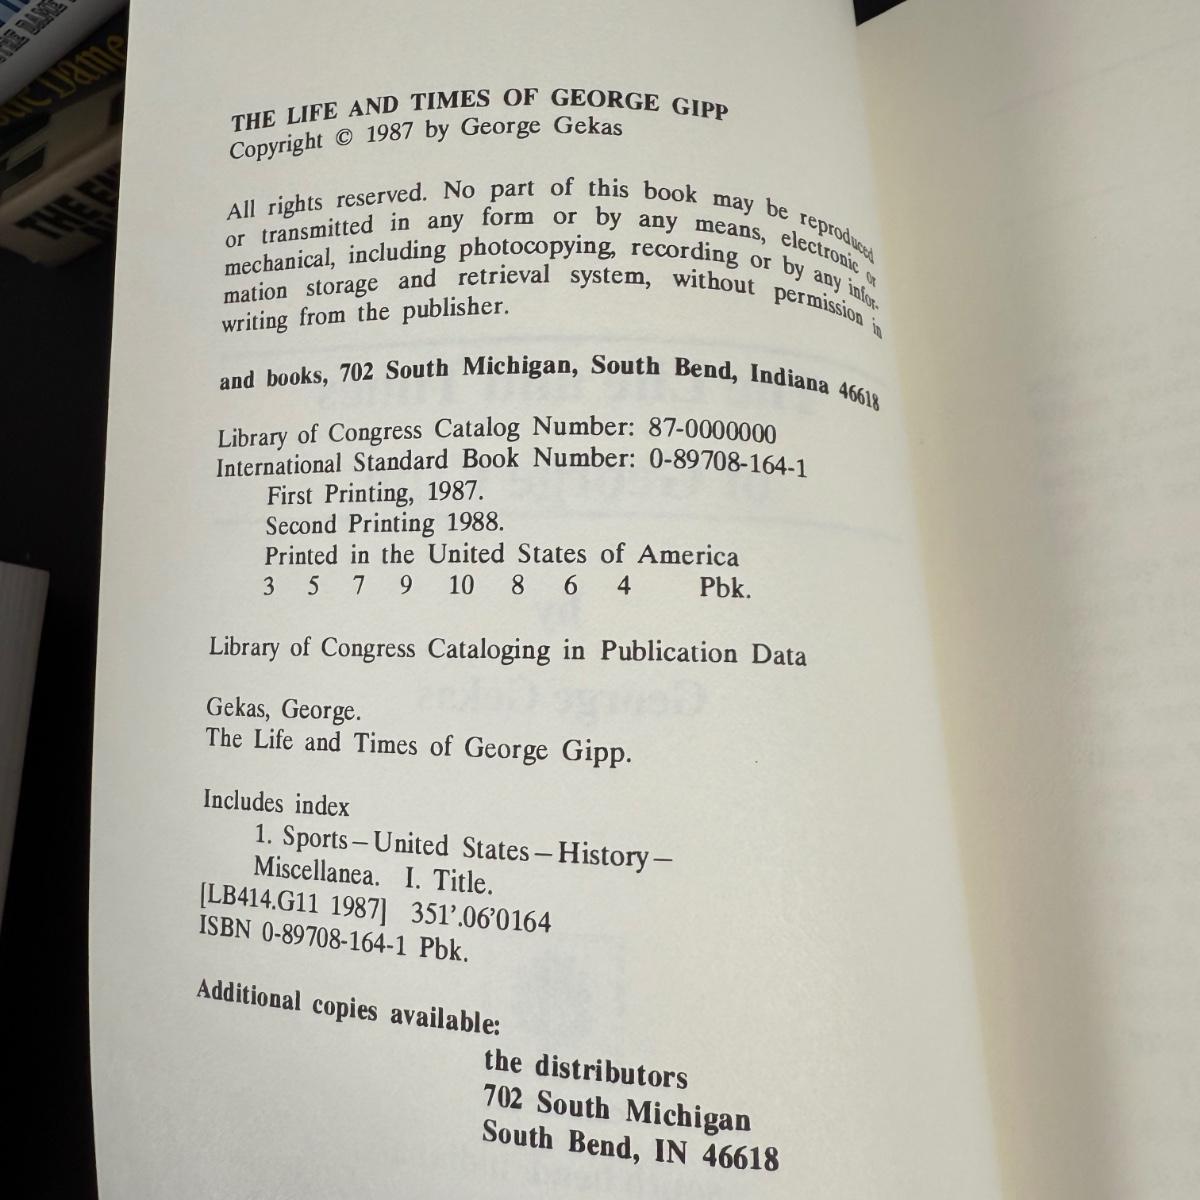 THE LIFE AND TIMES OF GEORGE GIPP
Copyright © 1987 by George Gekas
All rights reserved. No part of this book may be reproduced
or transmitted in any form or by any means, electronic or
mechanical, including photocopying, recording or by any infor-
mation storage and retrieval system, without permission in
writing from the publisher.
and books, 702 South Michigan, South Bend, Indiana 46618
Library of Congress Catalog Number: 87-0000000
International Standard Book Number: 0-89708-164-1
First Printing, 1987.
Second Printing 1988.
Printed in the United States of America
3 5 7 9 10 8 6 4 Pbk.
Library of Congress Cataloging in Publication Data
Gekas, George.
The Life and Times of George Gipp.
Includes index
1. Sports—United States—History—
Miscellanea. I. Title.
[LB414.G11 1987] 351'.06'0164
ISBN 0-89708-164-1 Pbk.
Additional copies available:
the distributors
702 South Michigan
South Bend, IN 46618
Dame
THE